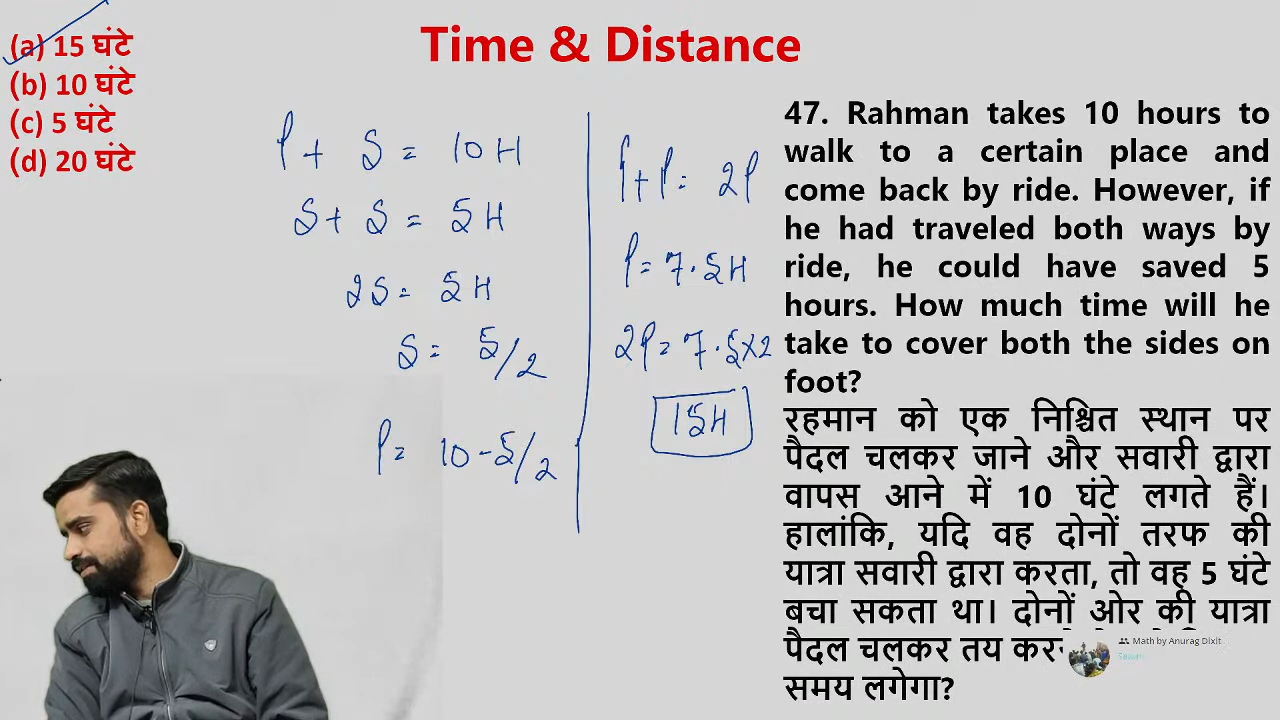 Time & Distance
(a) 15 घंटे
(b) 10 घंटे
(c) 5 घंटे
(d) 20 घंटे
P + S = 10 H
S + S = 5 H
2S = 5 H
S = 5/2
P = 10 - 5/2
P + P = 2P
P = 7.5 H
2P = 7.5 x 2
15 H
47. Rahman takes 10 hours to
walk to a certain place and
come back by ride. However, if
he had traveled both ways by
ride, he could have saved 5
hours. How much time will he
take to cover both the sides on
foot?
रहमान को एक निश्चित स्थान पर
पैदल चलकर जाने और सवारी द्वारा
वापस आने में 10 घंटे लगते हैं।
हालांकि, यदि वह दोनों तरफ की
यात्रा सवारी द्वारा करता, तो वह 5 घंटे
बचा सकता था। दोनों ओर की यात्रा
पैदल चलकर तय
समय लगेगा?
Math by Anurag Dixit